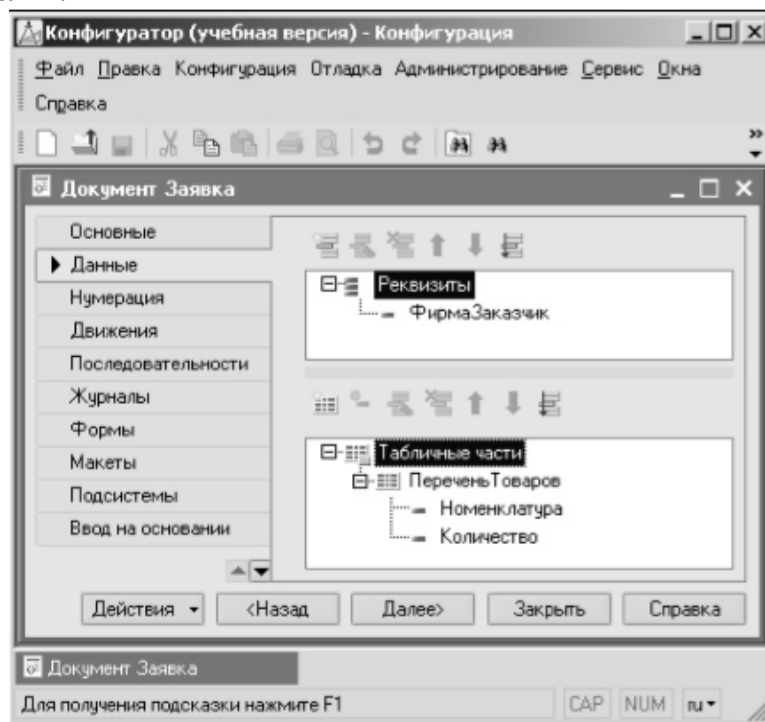 Конфигуратор (учебная версия) - Конфигурация
Файл Правка Конфигурация Отладка Администрирование Сервис Окна
Справка
Документ Заявка
Основные
Данные
Нумерация
Движения
Последовательности
Журналы
Формы
Макеты
Подсистемы
Ввод на основании
Реквизиты
ФирмаЗаказчик
Табличные части
ПереченьТоваров
Номенклатура
Количество
Действия <Назад Далее> Закрыть Справка
Документ Заявка
Для получения подсказки нажмите F1 CAP NUM ru